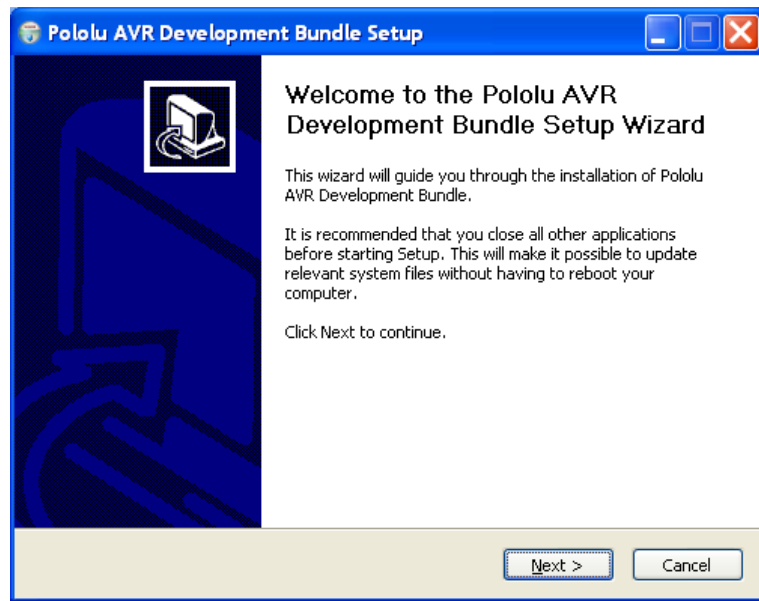 Pololu AVR Development Bundle Setup
Welcome to the Pololu AVR
Development Bundle Setup Wizard
This wizard will guide you through the installation of Pololu
AVR Development Bundle.
It is recommended that you close all other applications
before starting Setup. This will make it possible to update
relevant system files without having to reboot your
computer.
Click Next to continue.
Next >
Cancel